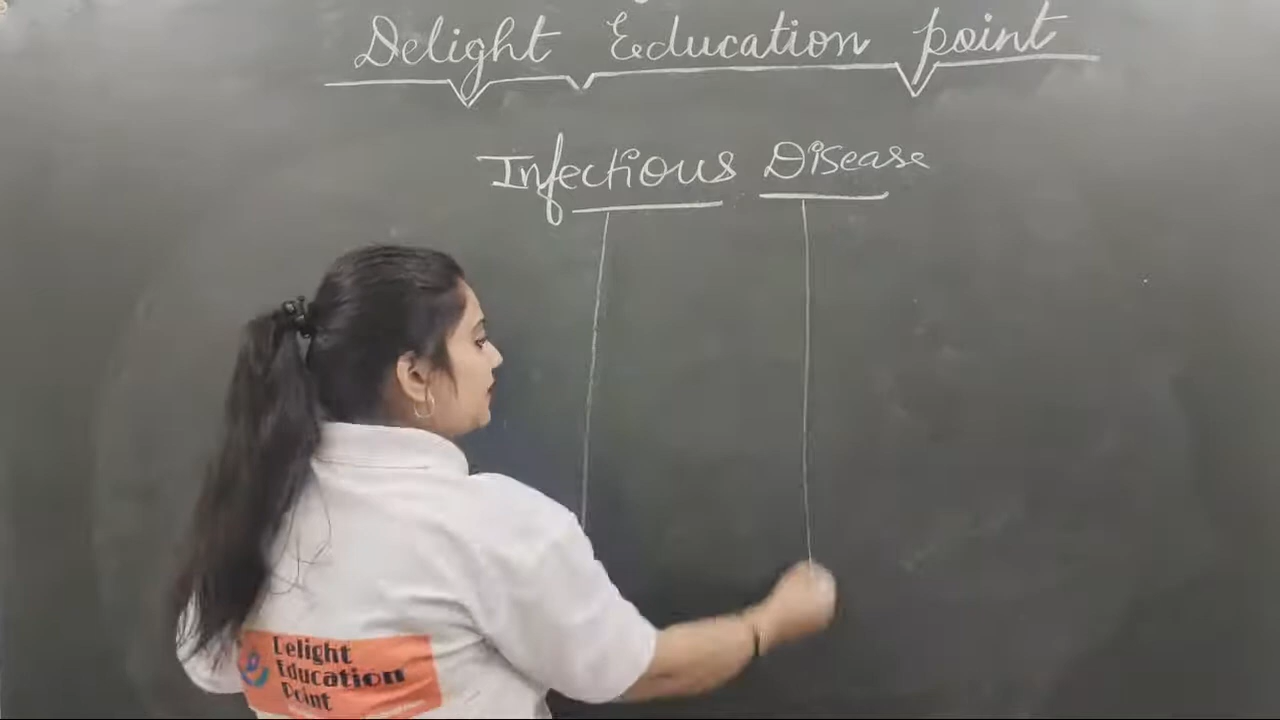 Delight Education point
Infectious Disease
Delight
Education
Point